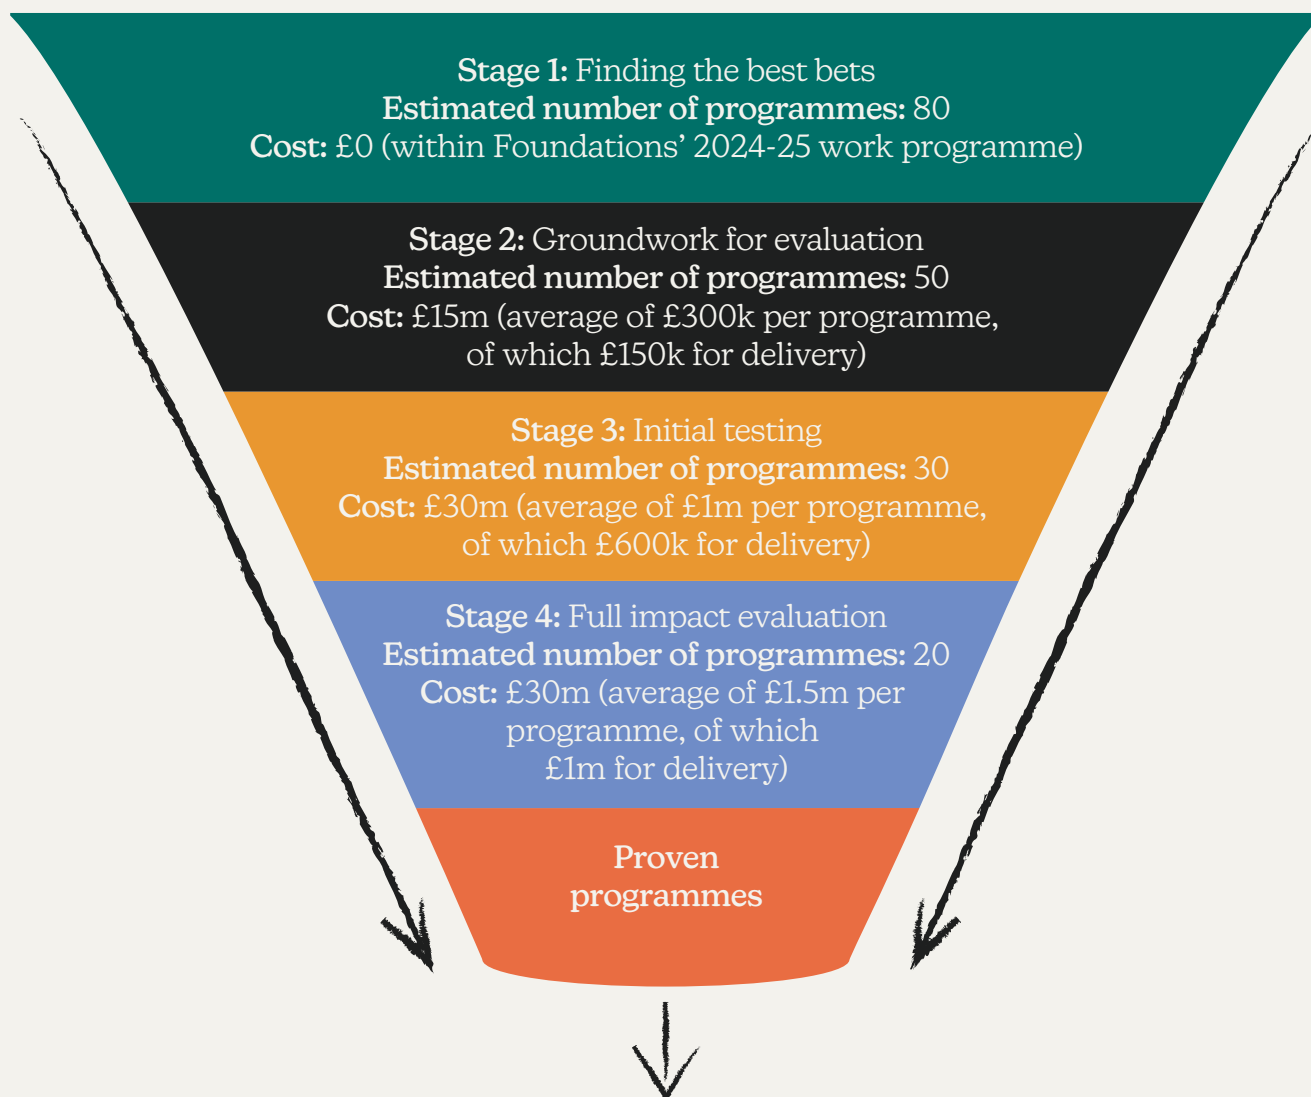 Stage 1: Finding the best bets
Estimated number of programmes: 80
Cost: £0 (within Foundations’ 2024-25 work programme)
Stage 2: Groundwork for evaluation
Estimated number of programmes: 50
Cost: £15m (average of £300k per programme,
of which £150k for delivery)
Stage 3: Initial testing
Estimated number of programmes: 30
Cost: £30m (average of £1m per programme,
of which £600k for delivery)
Stage 4: Full impact evaluation
Estimated number of programmes: 20
Cost: £30m (average of £1.5m per
programme, of which
£1m for delivery)
Proven
programmes